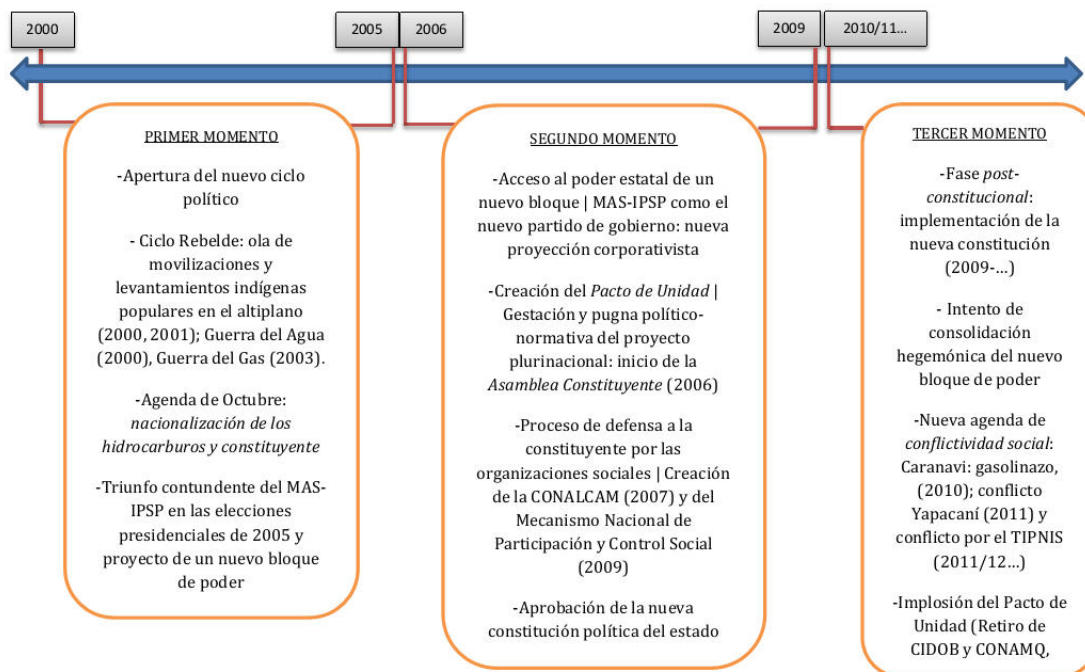 2000
2005
2006
2009
2010/11...
PRIMER MOMENTO
-Apertura del nuevo ciclo
político
- Ciclo Rebelde: ola de
movilizaciones y
levantamientos indígenas
populares en el altiplano
(2000, 2001); Guerra del Agua
(2000), Guerra del Gas (2003).
-Agenda de Octubre:
nacionalización de los
hidrocarburos y constituyente
-Triunfo contundente del MAS-
IPSP en las elecciones
presidenciales de 2005 y
proyecto de un nuevo bloque
de poder
SEGUNDO MOMENTO
-Acceso al poder estatal de un
nuevo bloque | MAS-IPSP como el
nuevo partido de gobierno: nueva
proyección corporativista
-Creación del Pacto de Unidad |
Gestación y pugna político-
normativa del proyecto
plurinacional: inicio de la
Asamblea Constituyente (2006)
-Proceso de defensa a la
constituyente por las
organizaciones sociales | Creación
de la CONALCAM (2007) y del
Mecanismo Nacional de
Participación y Control Social
(2009)
-Aprobación de la nueva
constitución política del estado
TERCER MOMENTO
-Fase post-
constitucional:
implementación de la
nueva constitución
(2009-...)
- Intento de
consolidación
hegemónica del nuevo
bloque de poder
-Nueva agenda de
conflictividad social:
Caranavi: gasolinazo,
(2010); conflicto
Yapacaní (2011) y
conflicto por el TIPNIS
(2011/12...)
-Implosión del Pacto de
Unidad (Retiro de
CIDOB y CONAMQ,